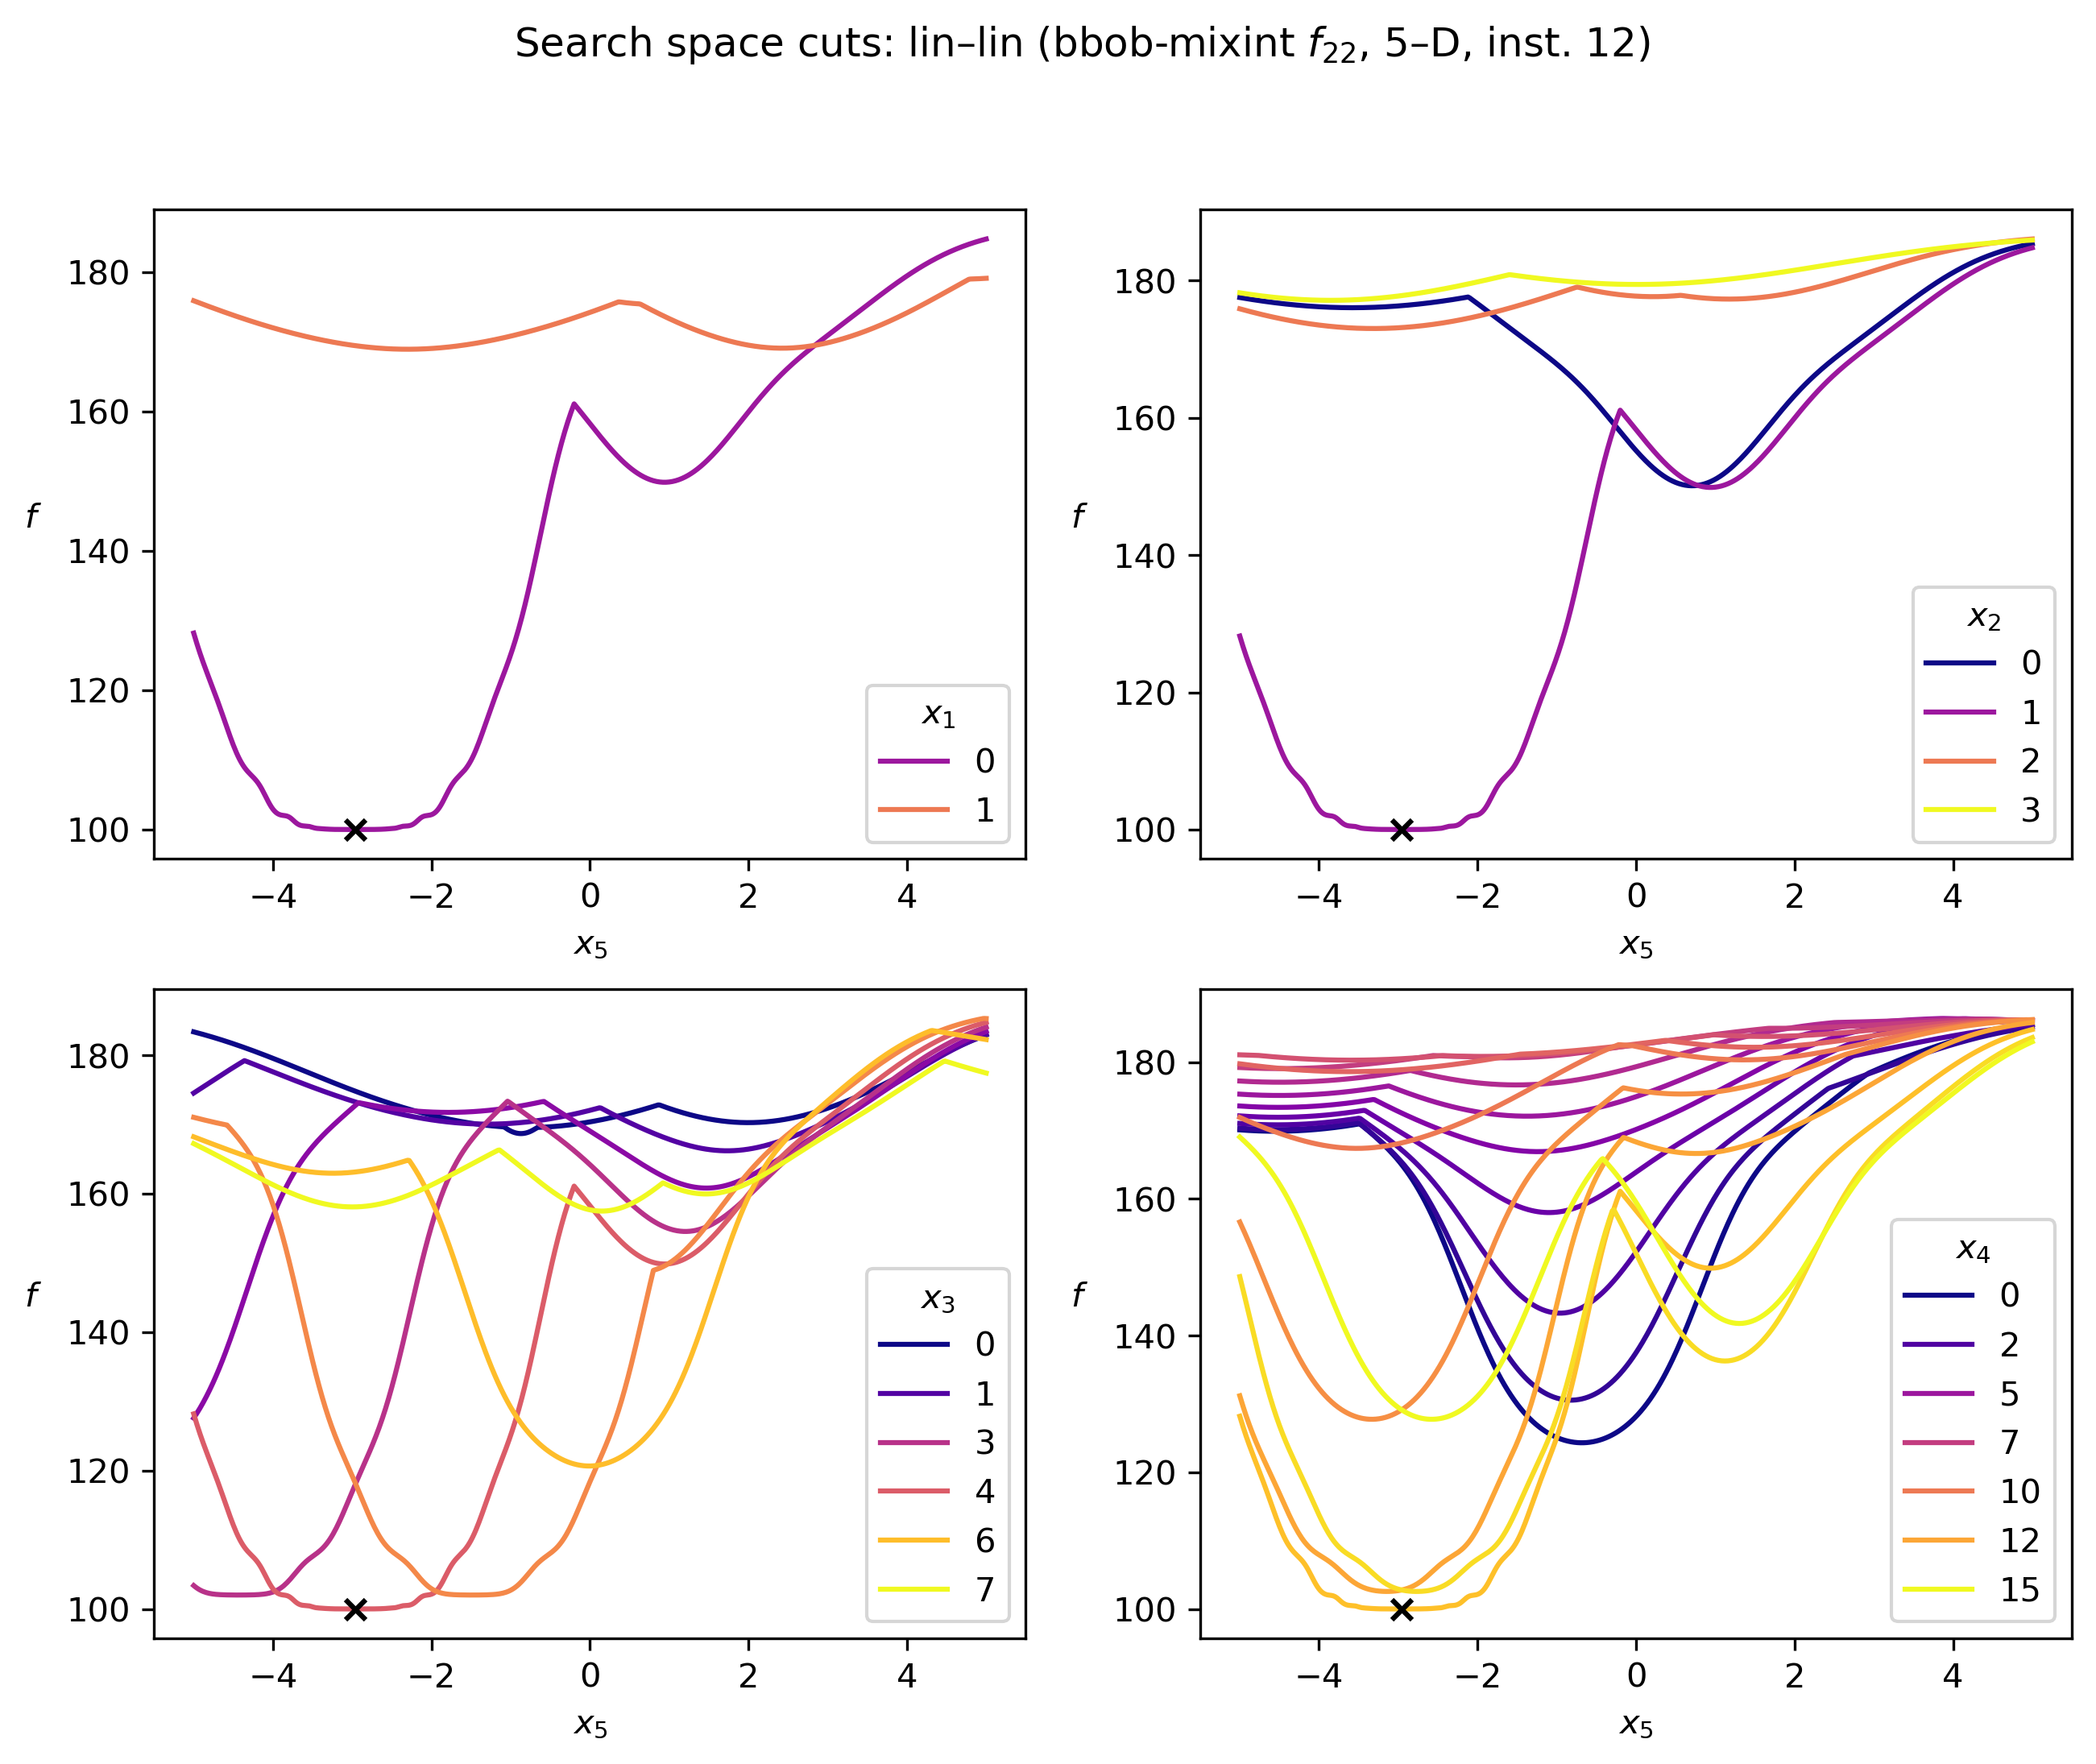 Search space cuts: lin–lin (bbob-mixint f₂₂, 5–D, inst. 12)
180
160
140
120
100
f
−4 −2 0 2 4
x₅
x₁
0
1
180
160
140
120
100
f
−4 −2 0 2 4
x₅
x₂
0
1
2
3
180
160
140
120
100
f
−4 −2 0 2 4
x₅
x₃
0
1
3
4
6
7
180
160
140
120
100
f
−4 −2 0 2 4
x₅
x₄
0
2
5
7
10
12
15